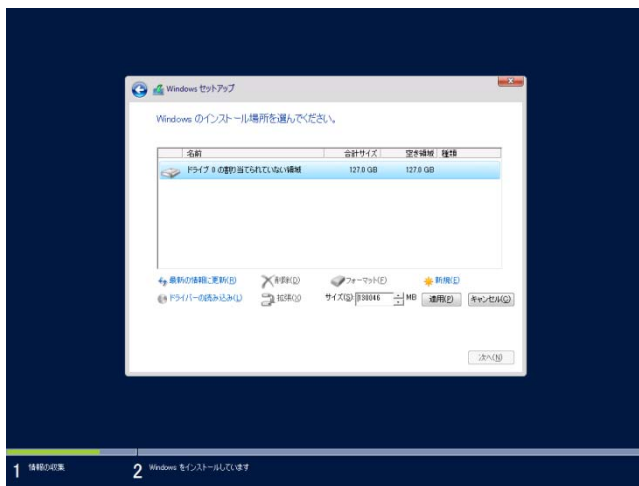 Windows セットアップ
Windows のインストール場所を選んでください。
名前 合計サイズ 空き領域 種類
ドライブ 0 の割り当てられていない領域 127.0 GB 127.0 GB
最新の情報に更新(R) 削除(D) フォーマット(F) 新規(E)
ドライバーの読み込み(L) 拡張(X) サイズ(S): 130046 MB 適用(P) キャンセル(C)
次へ(N)
1 情報の収集 2 Windows をインストールしています